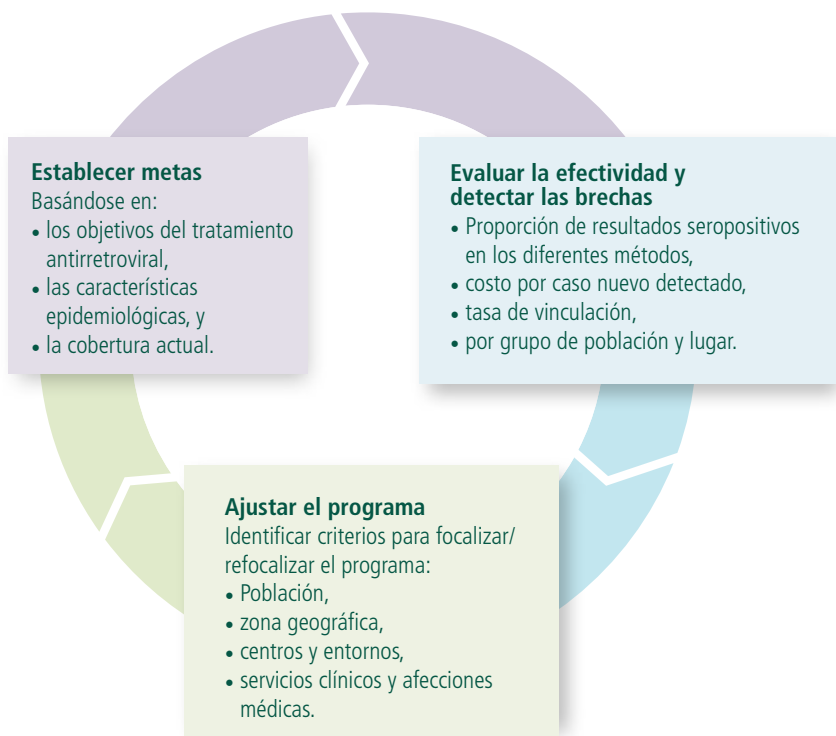 Establecer metas
Basándose en:
• los objetivos del tratamiento
antirretroviral,
• las características
epidemiológicas, y
• la cobertura actual.
Evaluar la efectividad y
detectar las brechas
• Proporción de resultados seropositivos
en los diferentes métodos,
• costo por caso nuevo detectado,
• tasa de vinculación,
• por grupo de población y lugar.
Ajustar el programa
Identificar criterios para focalizar/
refocalizar el programa:
• Población,
• zona geográfica,
• centros y entornos,
• servicios clínicos y afecciones
médicas.